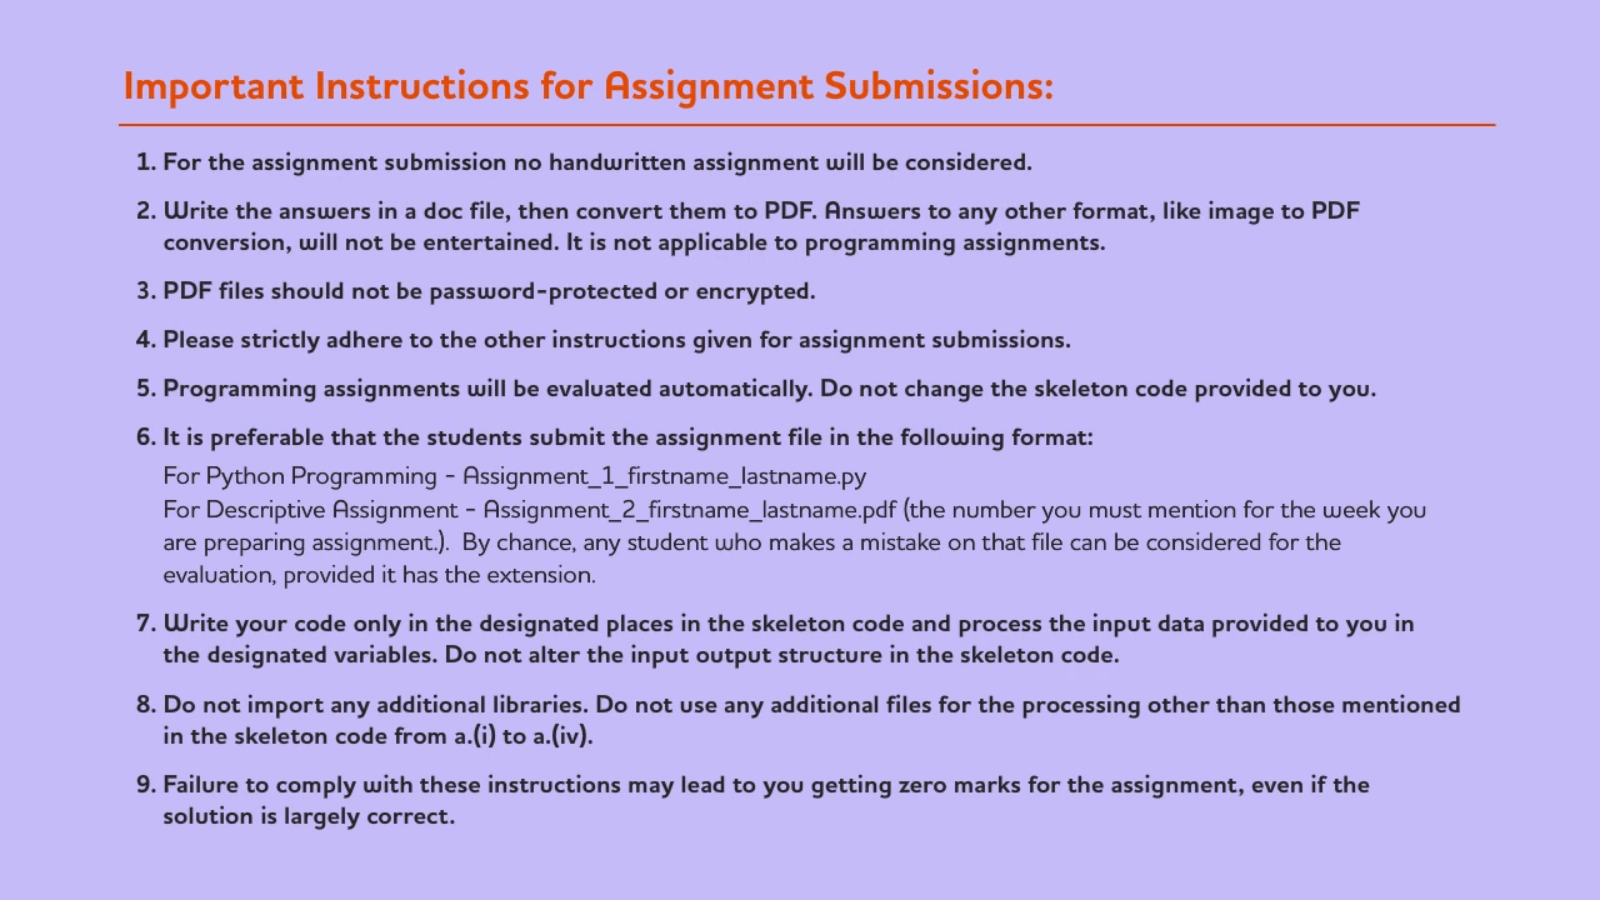 Important Instructions for Assignment Submissions:
1. For the assignment submission no handwritten assignment will be considered.
2. Write the answers in a doc file, then convert them to PDF. Answers to any other format, like image to PDF
conversion, will not be entertained. It is not applicable to programming assignments.
3. PDF files should not be password-protected or encrypted.
4. Please strictly adhere to the other instructions given for assignment submissions.
5. Programming assignments will be evaluated automatically. Do not change the skeleton code provided to you.
6. It is preferable that the students submit the assignment file in the following format:
For Python Programming - Assignment_1_firstname_lastname.py
For Descriptive Assignment - Assignment_2_firstname_lastname.pdf (the number you must mention for the week you
are preparing assignment.). By chance, any student who makes a mistake on that file can be considered for the
evaluation, provided it has the extension.
7. Write your code only in the designated places in the skeleton code and process the input data provided to you in
the designated variables. Do not alter the input output structure in the skeleton code.
8. Do not import any additional libraries. Do not use any additional files for the processing other than those mentioned
in the skeleton code from a.(i) to a.(iv).
9. Failure to comply with these instructions may lead to you getting zero marks for the assignment, even if the
solution is largely correct.